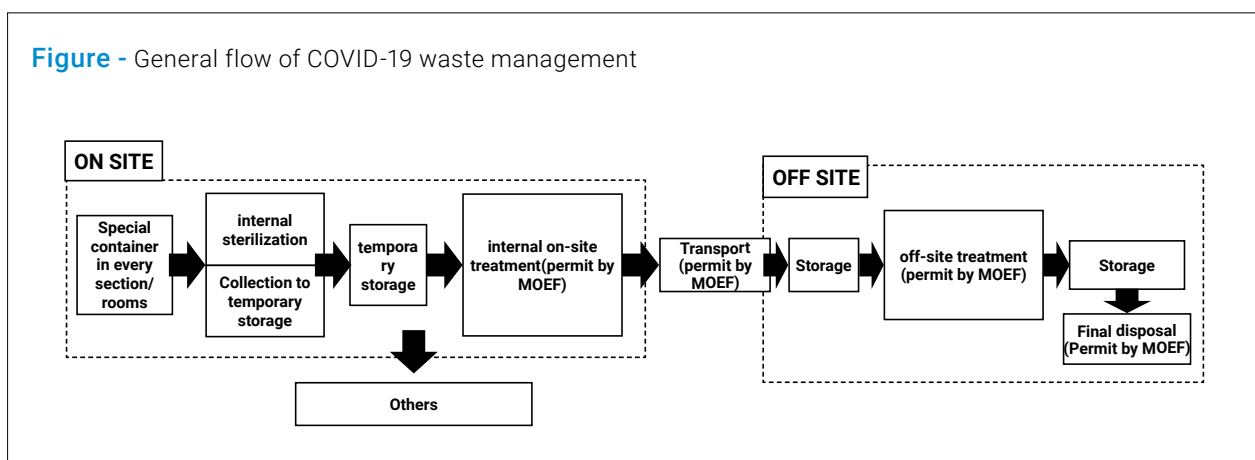 Figure - General flow of COVID-19 waste management
ON SITE
Special
container
in every
section/
rooms
internal
sterilization
Collection to
temporary
storage
tempora
ry
storage
internal on-site
treatment(permit by
MOEF)
Others
Transport
(permit by
MOEF)
OFF SITE
Storage
off-site treatment
(permit by MOEF)
Storage
Final disposal
(Permit by MOEF)